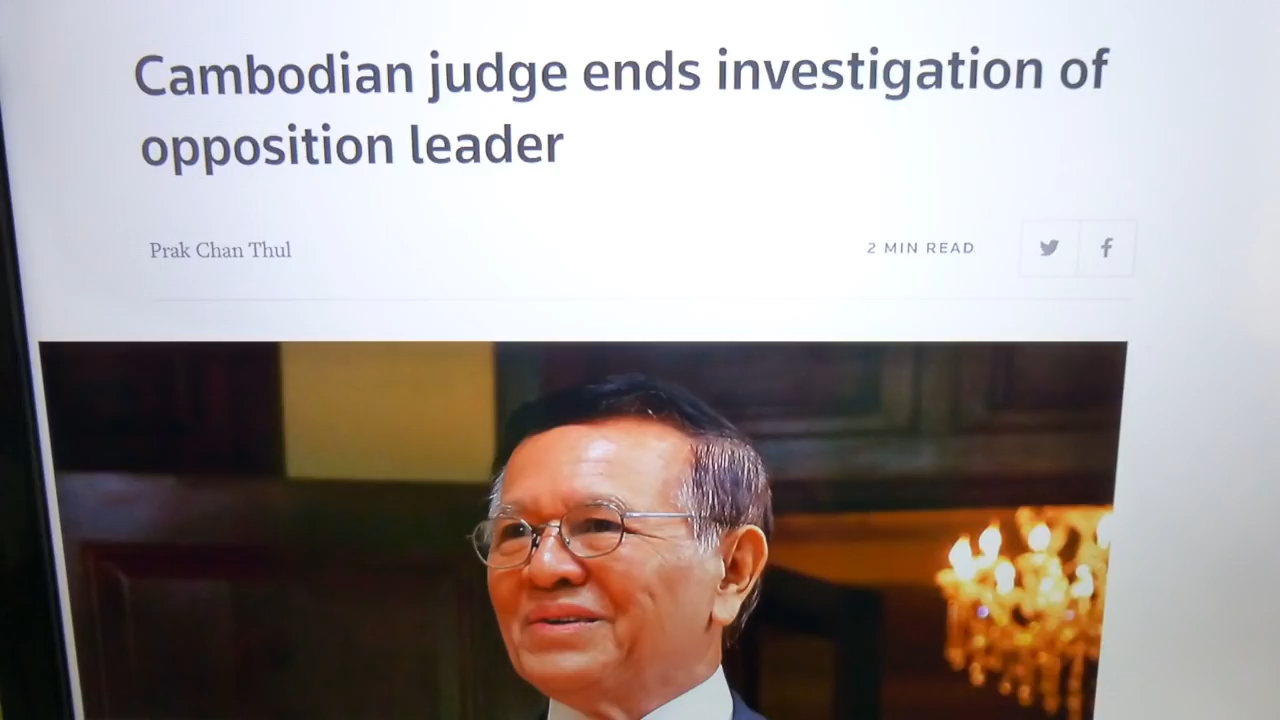 Cambodian judge ends investigation of
opposition leader
Prak Chan Thul
2 MIN READ